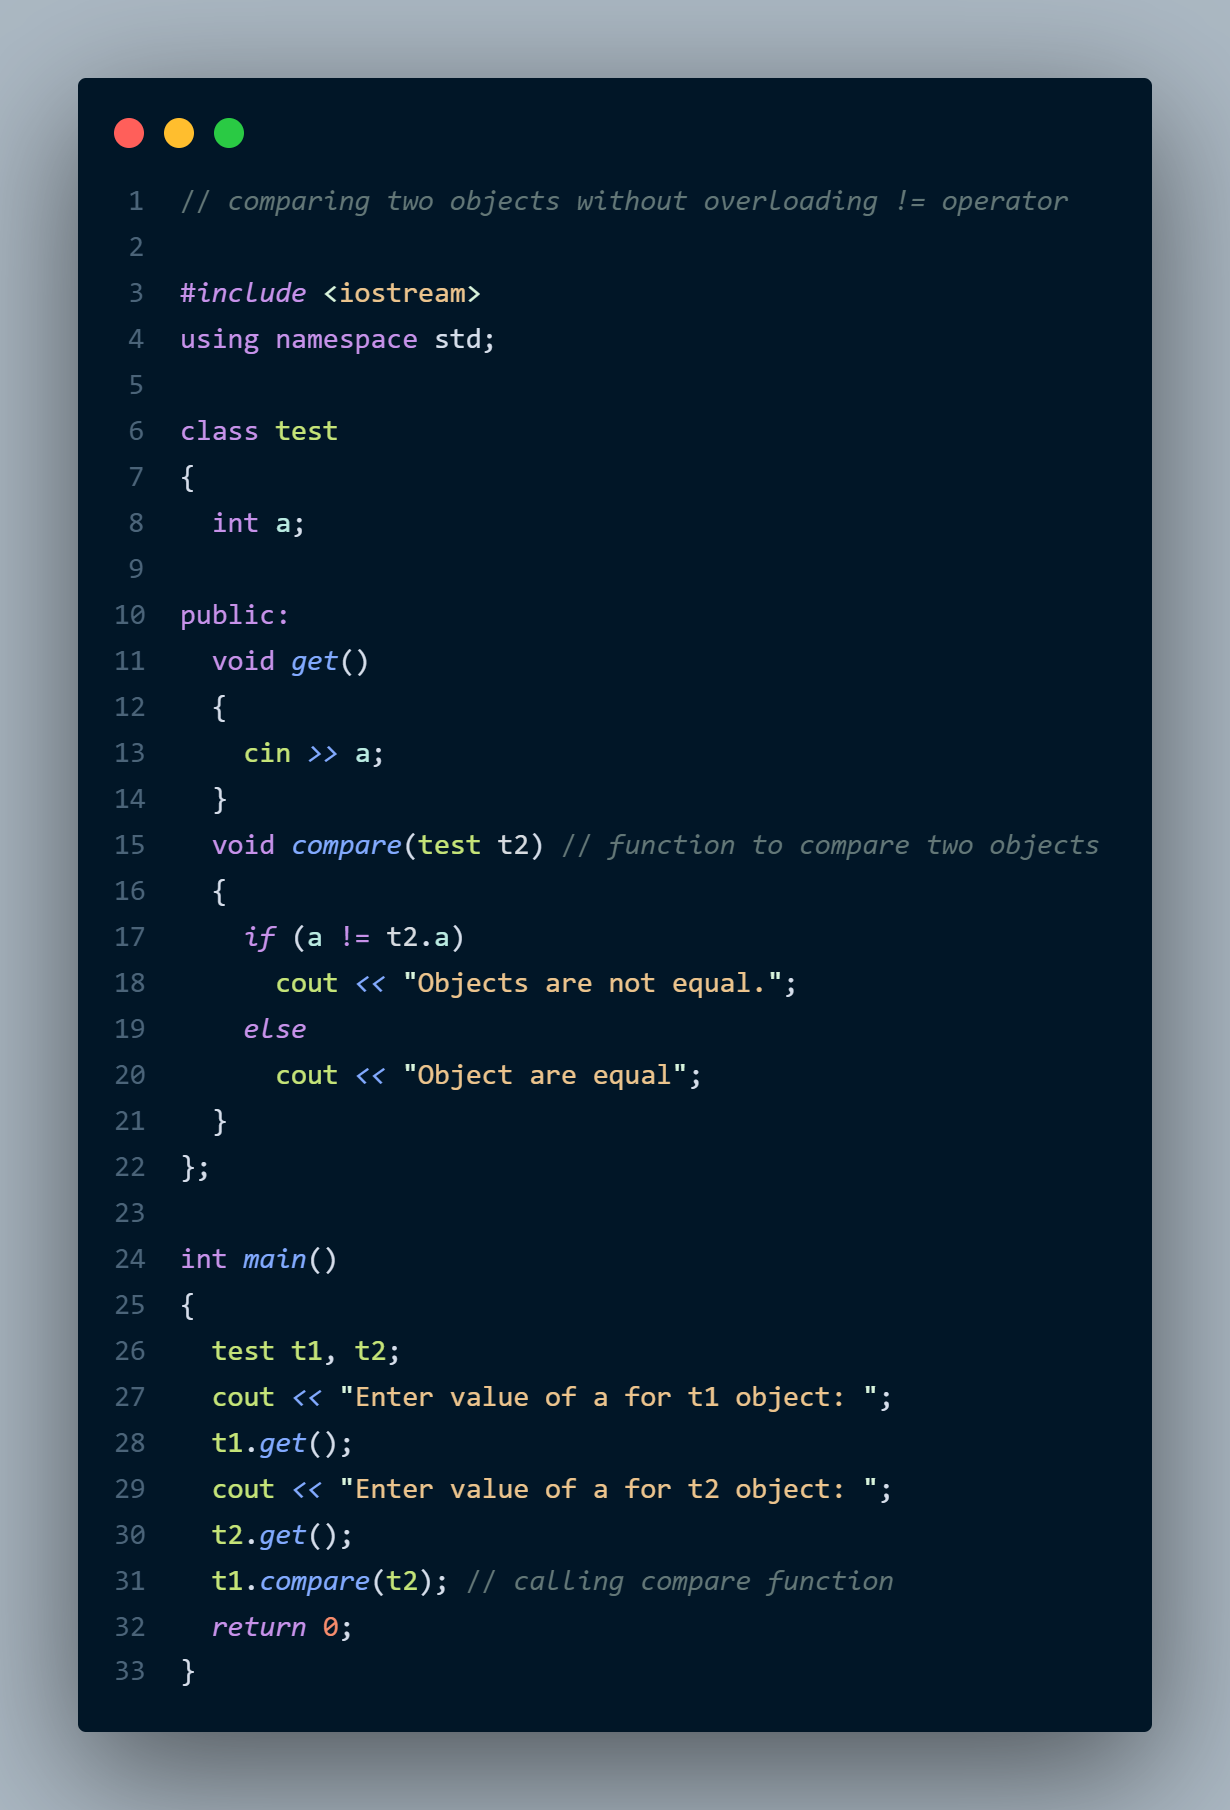 1 // comparing two objects without overloading != operator
2
3 #include <iostream>
4 using namespace std;
5
6 class test
7 {
8   int a;
9
10 public:
11   void get()
12   {
13     cin >> a;
14   }
15   void compare(test t2) // function to compare two objects
16   {
17     if (a != t2.a)
18       cout << "Objects are not equal.";
19     else
20       cout << "Object are equal";
21   }
22 };
23
24 int main()
25 {
26   test t1, t2;
27   cout << "Enter value of a for t1 object: ";
28   t1.get();
29   cout << "Enter value of a for t2 object: ";
30   t2.get();
31   t1.compare(t2); // calling compare function
32   return 0;
33 }